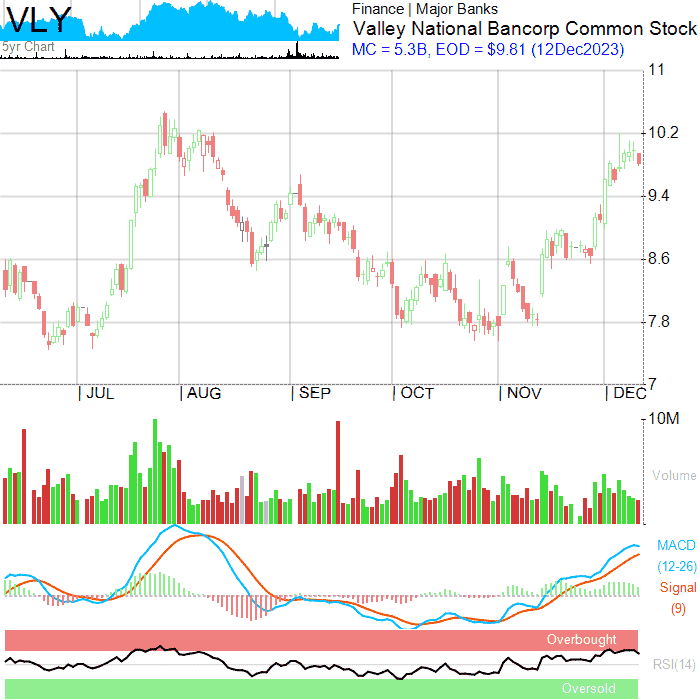 VLY
5yr Chart
Finance | Major Banks
Valley National Bancorp Common Stock
MC = 5.3B, EOD = $9.81 (12Dec2023)
11
10.2
9.4
8.6
7.8
7
| JUL | AUG | SEP | OCT | NOV | DEC
10M
Volume
MACD
(12-26)
Signal
(9)
Overbought
RSI(14)
Oversold